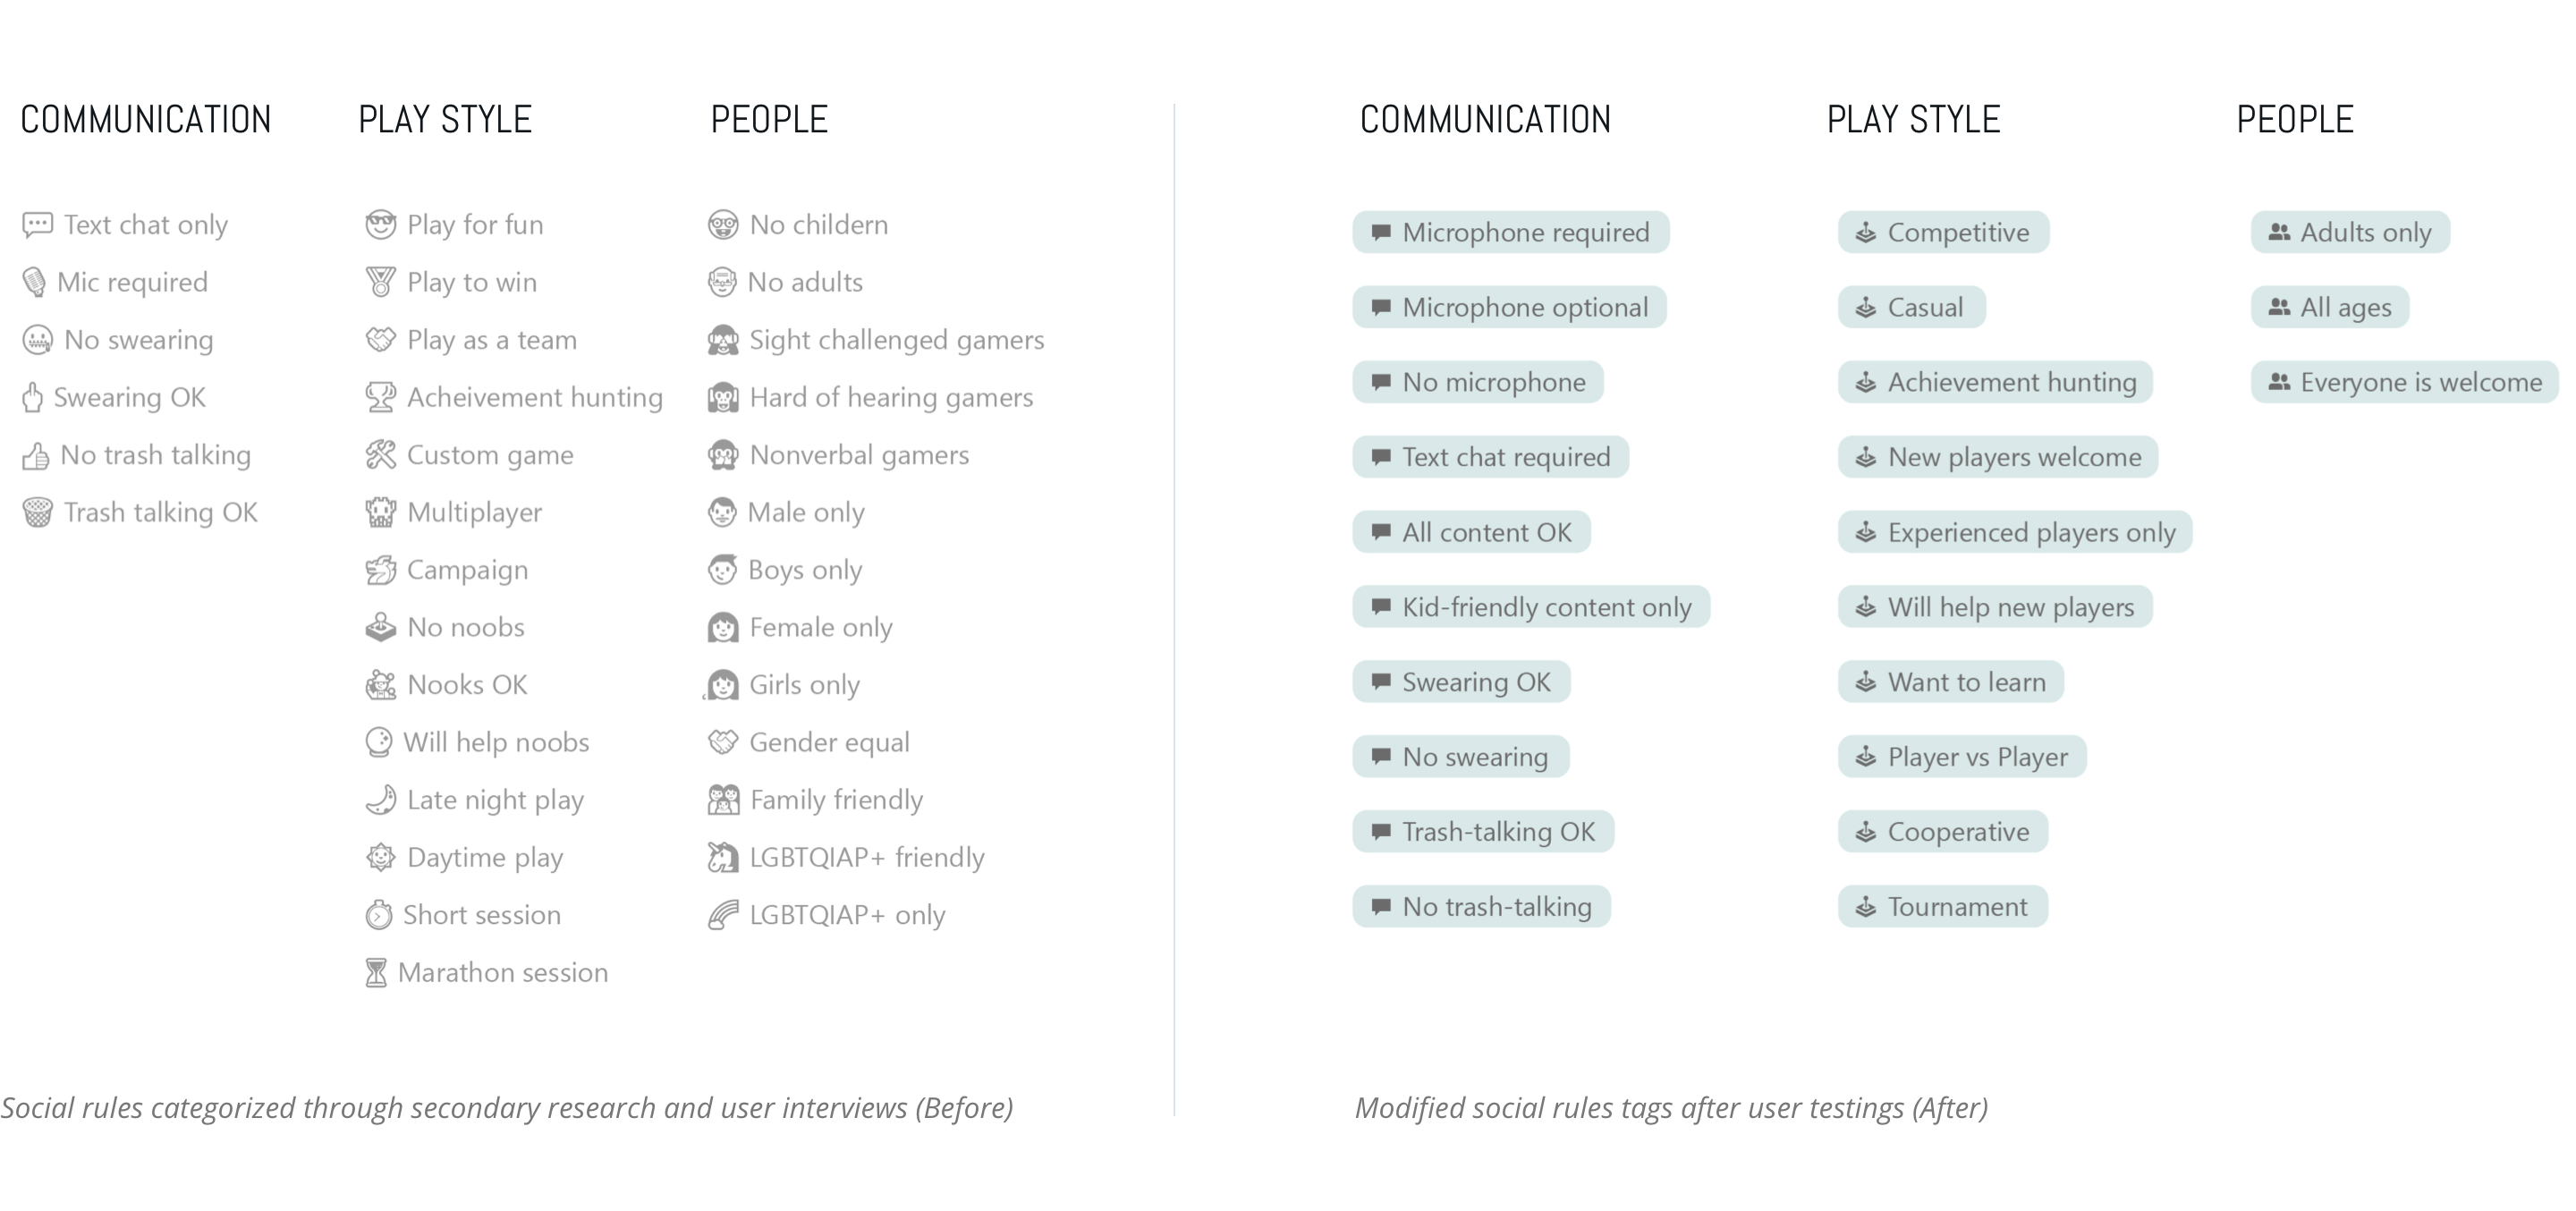 COMMUNICATION
Text chat only
Mic required
No swearing
Swearing OK
No trash talking
Trash talking OK
PLAY STYLE
Play for fun
Play to win
Play as a team
Acheivement hunting
Custom game
Multiplayer
Campaign
No noobs
Nooks OK
Will help noobs
Late night play
Daytime play
Short session
Marathon session
PEOPLE
No childern
No adults
Sight challenged gamers
Hard of hearing gamers
Nonverbal gamers
Male only
Boys only
Female only
Girls only
Gender equal
Family friendly
LGBTQIAP+ friendly
LGBTQIAP+ only
Social rules categorized through secondary research and user interviews (Before)
COMMUNICATION
Microphone required
Microphone optional
No microphone
Text chat required
All content OK
Kid-friendly content only
Swearing OK
No swearing
Trash-talking OK
No trash-talking
PLAY STYLE
Competitive
Casual
Achievement hunting
New players welcome
Experienced players only
Will help new players
Want to learn
Player vs Player
Cooperative
Tournament
PEOPLE
Adults only
All ages
Everyone is welcome
Modified social rules tags after user testings (After)